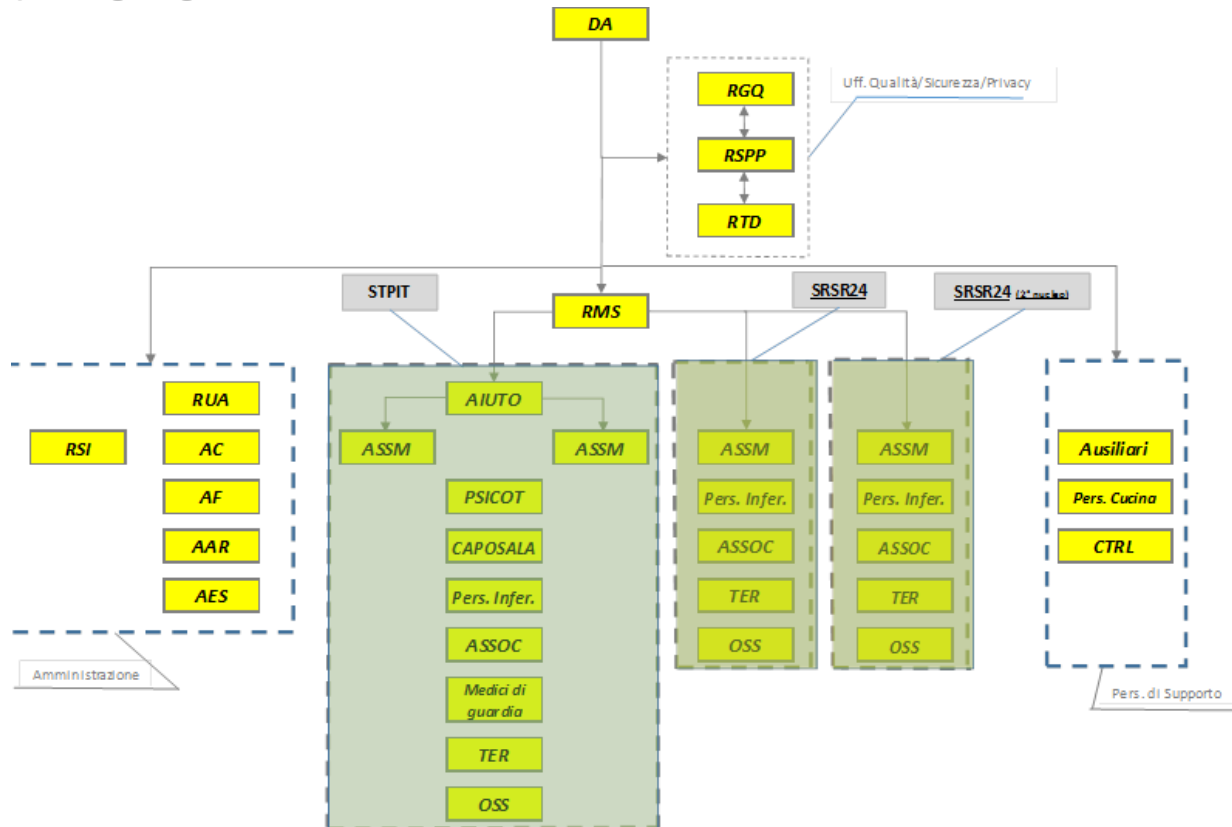 DA
RGQ
Uff. Qualità/Sicurezza/Privacy
RSPP
RTD
STPIT
SRSR24
SRSR24 (2° nucleo)
RMS
RUA
RSI
AC
AF
AAR
AES
Amministrazione
AIUTO
ASSM
ASSM
PSICOT
CAPOSALA
Pers. Infer.
ASSOC
Medici di
guardia
TER
OSS
ASSM
Pers. Infer.
ASSOC
TER
OSS
ASSM
Pers. Infer.
ASSOC
TER
OSS
Ausiliari
Pers. Cucina
CTRL
Pers. di Supporto